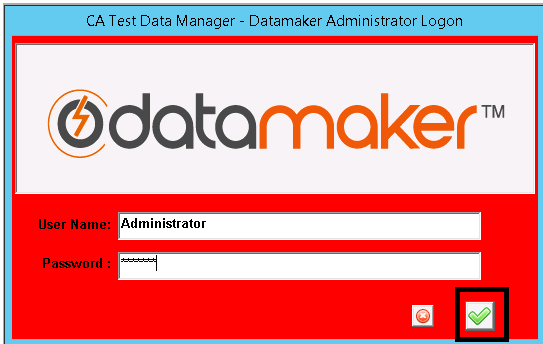 CA Test Data Manager - Datamaker Administrator Logon
datamaker™
User Name: Administrator
Password : *******